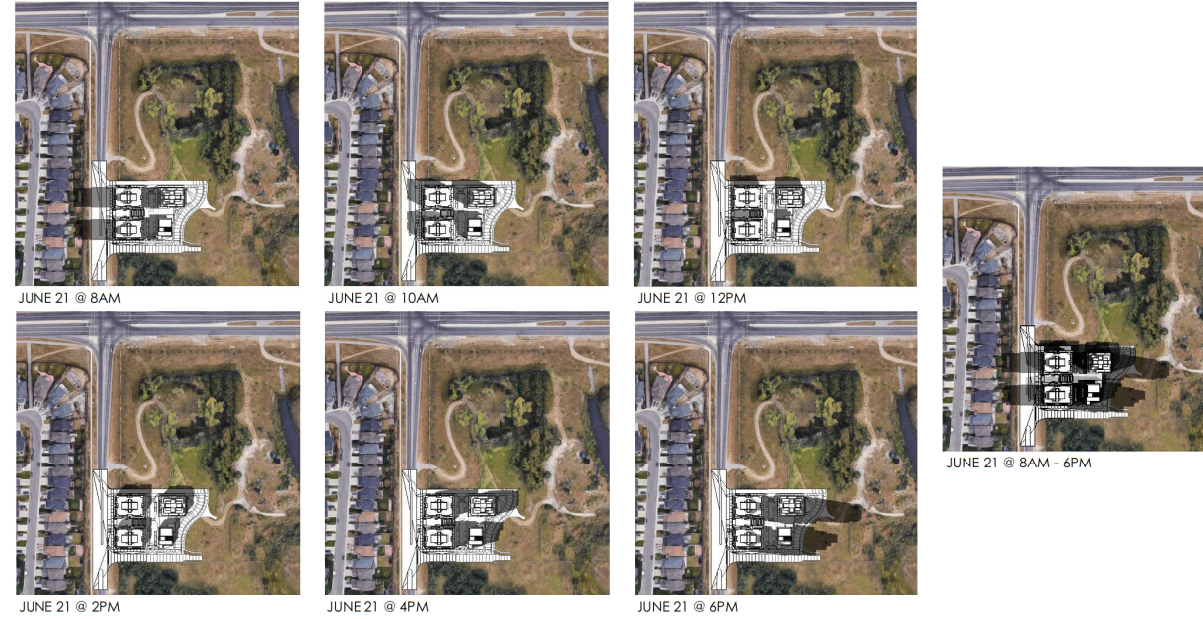 JUNE 21 @ 8AM
JUNE 21 @ 10AM
JUNE 21 @ 12PM
JUNE 21 @ 8AM - 6PM
JUNE 21 @ 2PM
JUNE 21 @ 4PM
JUNE 21 @ 6PM